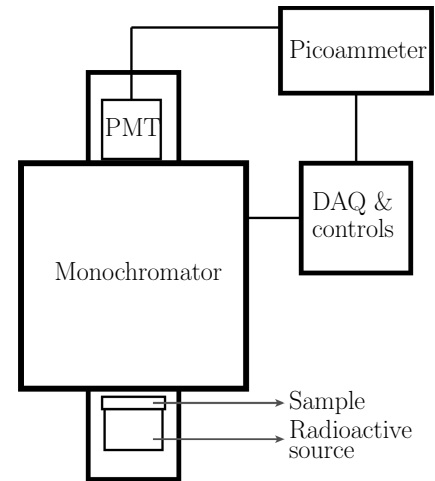 Picoammeter
PMT
DAQ &
controls
Monochromator
Sample
Radioactive
source